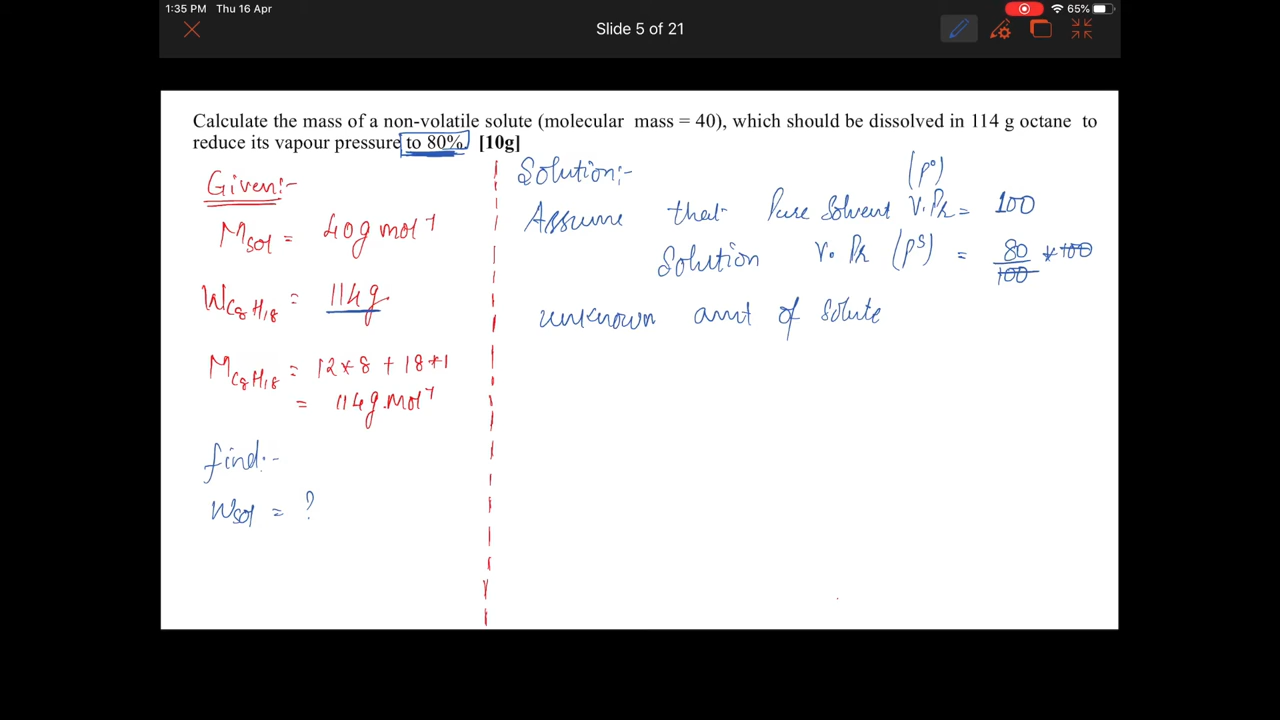 1:35 PM Thu 16 Apr
65%
Slide 5 of 21
Calculate the mass of a non-volatile solute (molecular mass = 40), which should be dissolved in 114 g octane to
reduce its vapour pressure to 80%. [10g]
Given:-
Msol = 40g mol⁻¹
WC8H18 = 114g
MC8H18 = 12*8 + 18*1
= 114g.mol⁻¹
find:-
Wsol = ?
Solution:-
(P°)
Assume that Pure Solvent V.Pr = 100
Solution V.Pr (Pˢ) = 80/100 * 100
unknown amt of solute